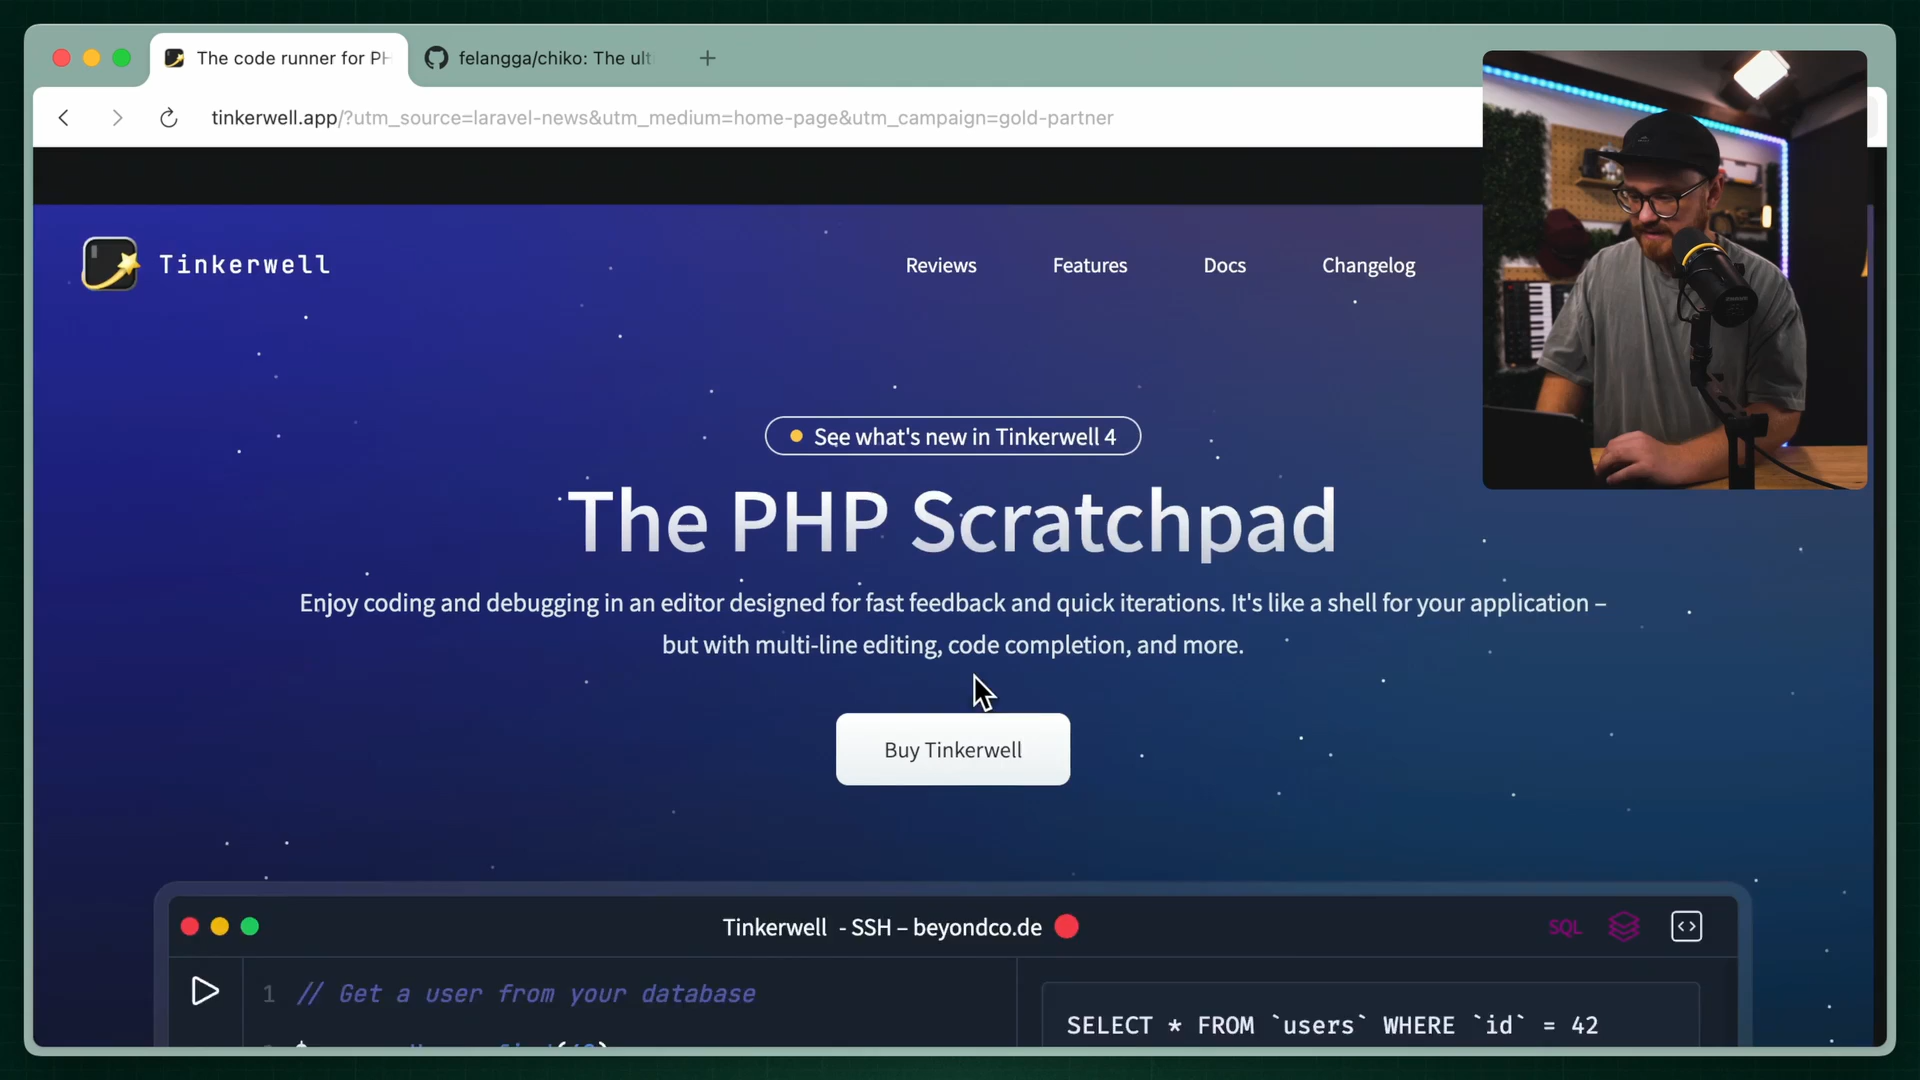 The code runner for PH
felangga/chiko: The ult
tinkerwell.app/?utm_source=laravel-news&utm_medium=home-page&utm_campaign=gold-partner
Tinkerwell
Reviews
Features
Docs
Changelog
See what's new in Tinkerwell 4
The PHP Scratchpad
Enjoy coding and debugging in an editor designed for fast feedback and quick iterations. It's like a shell for your application –
but with multi-line editing, code completion, and more.
Buy Tinkerwell
Tinkerwell - SSH – beyondco.de
SQL
1 // Get a user from your database
SELECT * FROM `users` WHERE `id` = 42